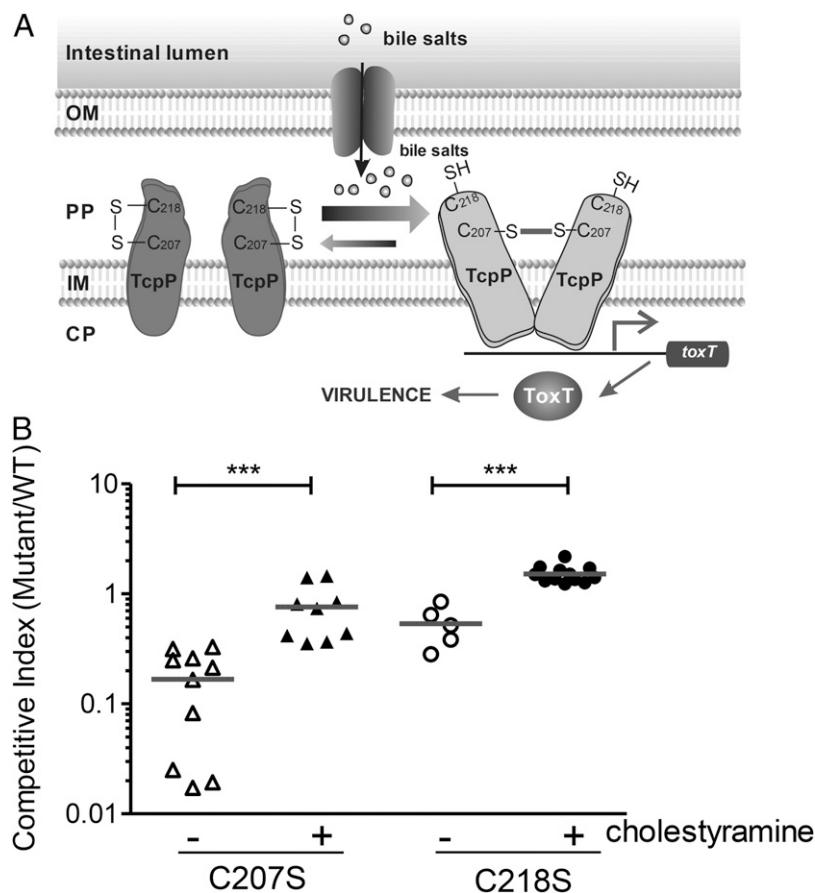 A
bile salts
Intestinal lumen
OM
bile salts
PP
S
S
C218
C207
TcpP
C218
C207
S
S
TcpP
SH
C218
C207
S
S
C207
SH
C218
TcpP
TcpP
IM
CP
toxT
VIRULENCE
ToxT
B
Competitive Index (Mutant/WT)
***
***
10
1
0.1
0.01
- + - + cholestyramine
C207S C218S